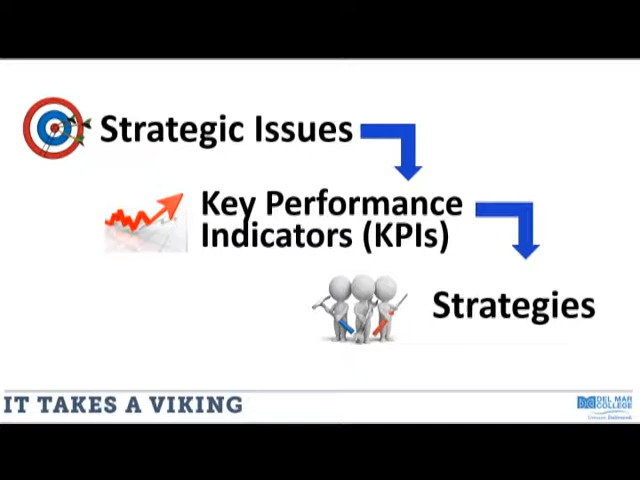 Strategic Issues
Key Performance
Indicators (KPIs)
Strategies
IT TAKES A VIKING
DEL MAR
COLLEGE